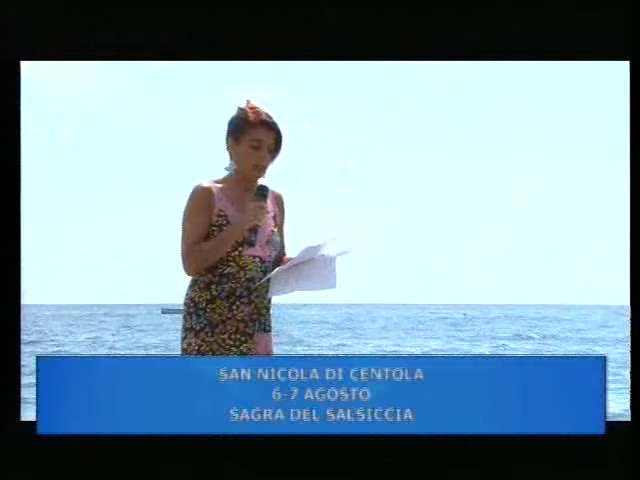 SAN NICOLA DI CENTOLA
6-7 AGOSTO
SAGRA DEL SALSICCIA